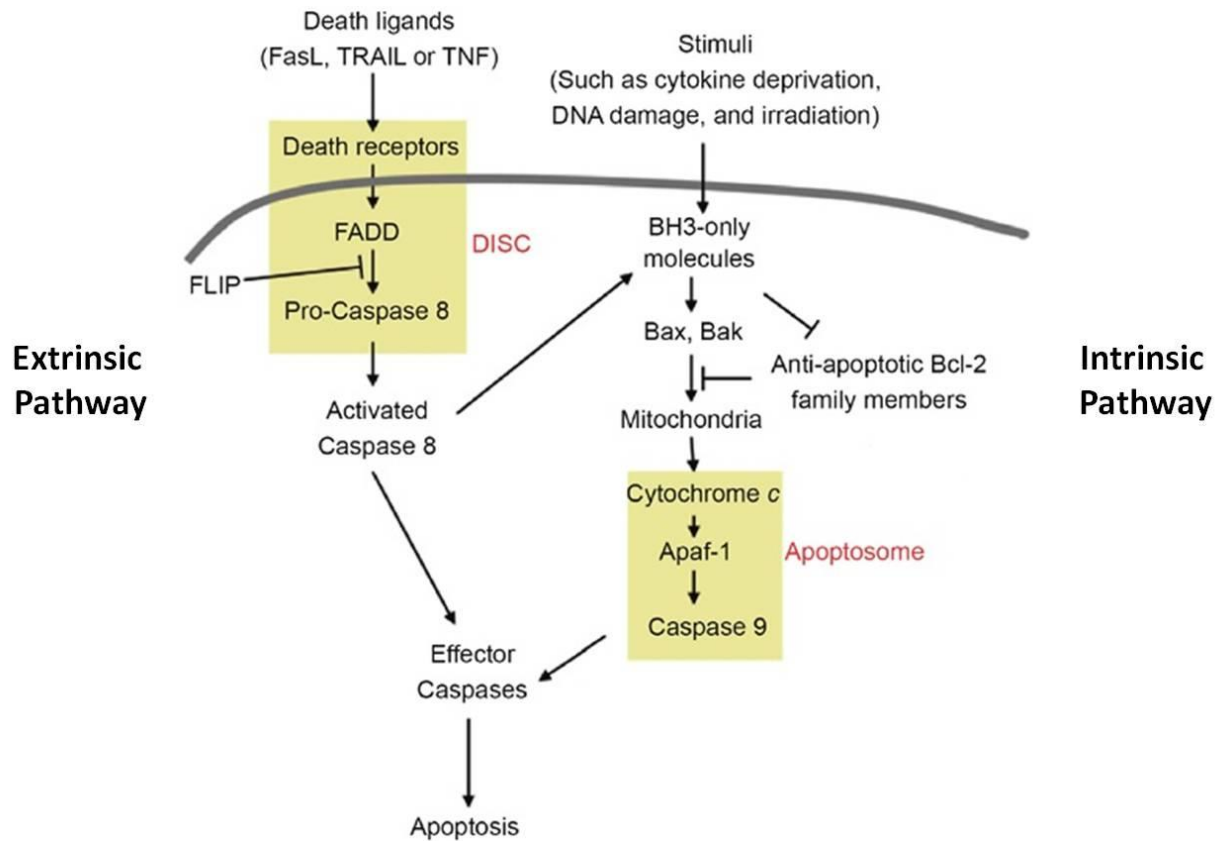 Death ligands
(FasL, TRAIL or TNF)
Stimuli
(Such as cytokine deprivation,
DNA damage, and irradiation)
Death receptors
FADD
DISC
FLIP
Pro-Caspase 8
BH3-only
molecules
Bax, Bak
Extrinsic
Pathway
Anti-apoptotic Bcl-2
family members
Intrinsic
Pathway
Activated
Caspase 8
Mitochondria
Cytochrome c
Apaf-1
Apoptosome
Caspase 9
Effector
Caspases
Apoptosis